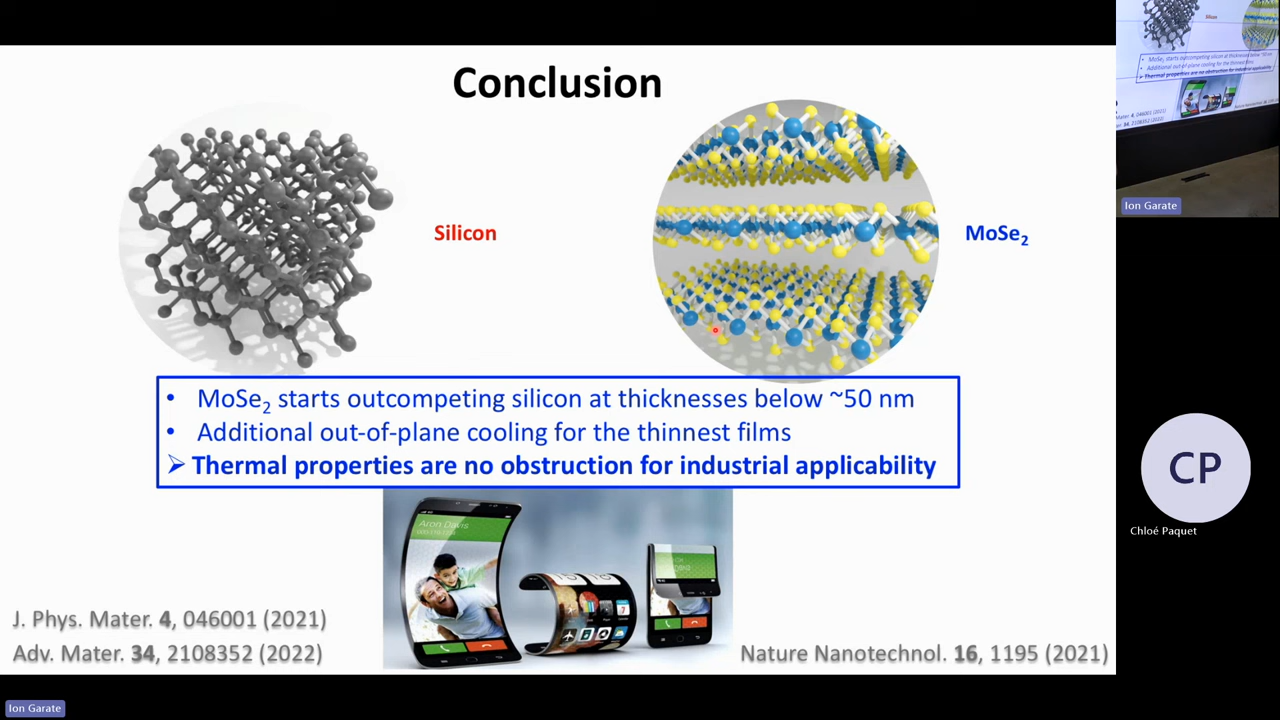 Conclusion
Silicon
MoSe₂
• MoSe₂ starts outcompeting silicon at thicknesses below ~50 nm
• Additional out-of-plane cooling for the thinnest films
➤ Thermal properties are no obstruction for industrial applicability
Aron Davis
J. Phys. Mater. 4, 046001 (2021)
Adv. Mater. 34, 2108352 (2022)
Nature Nanotechnol. 16, 1195 (2021)
Ion Garate
Ion Garate
CP
Chloé Paquet